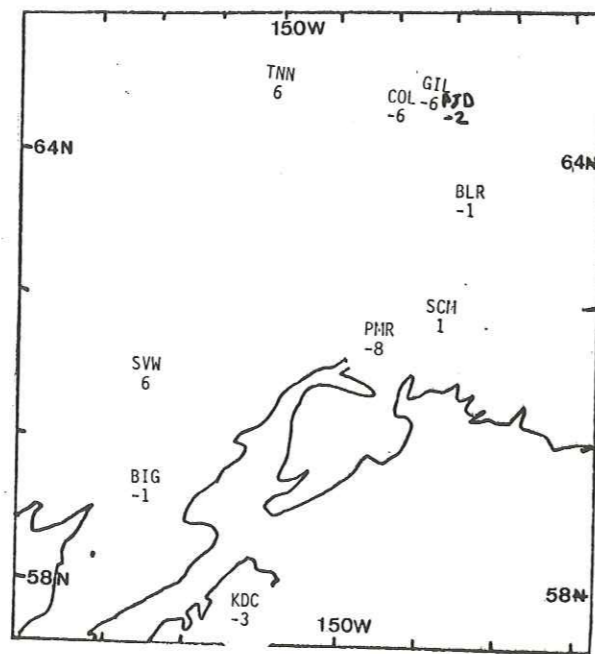 150W
TNN
6
GIL
COL -6 PJD
-6 -2
64N
64N
BLR
-1
SCM
1
PMR
-8
SVW
6
BIG
-1
58N
58N
KDC
-3
150W